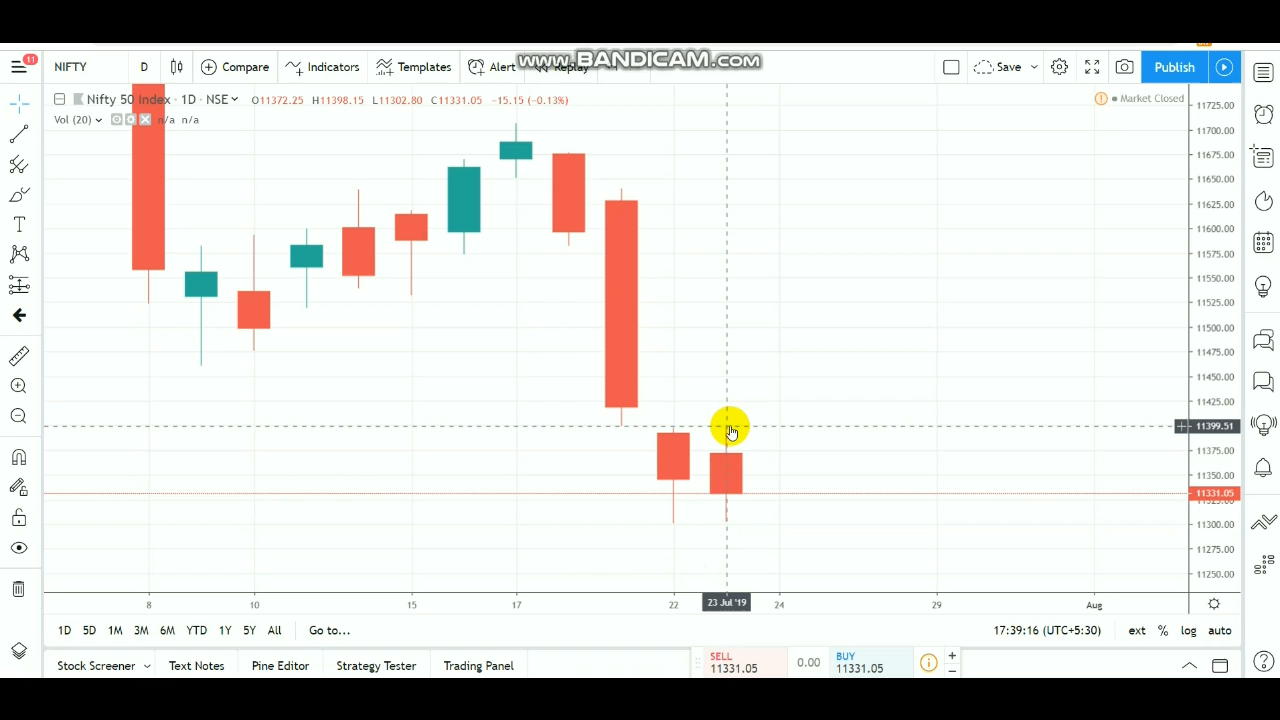 www.BANDICAM.com
11
NIFTY D Compare Indicators Templates Alert Replay Save Publish
Nifty 50 Index · 1D · NSE O11372.25 H11398.15 L11302.80 C11331.05 −15.15 (−0.13%)
Market Closed
Vol (20) n/a n/a
11725.00
11700.00
11675.00
11650.00
11625.00
11600.00
11575.00
11550.00
11525.00
11500.00
11475.00
11450.00
11425.00
11399.51
11375.00
11350.00
11331.05
11300.00
11275.00
11250.00
8 10 15 17 22 23 Jul '19 24 29 Aug
1D 5D 1M 3M 6M YTD 1Y 5Y All Go to... 17:39:16 (UTC+5:30) ext % log auto
Stock Screener Text Notes Pine Editor Strategy Tester Trading Panel
SELL
11331.05
0.00
BUY
11331.05